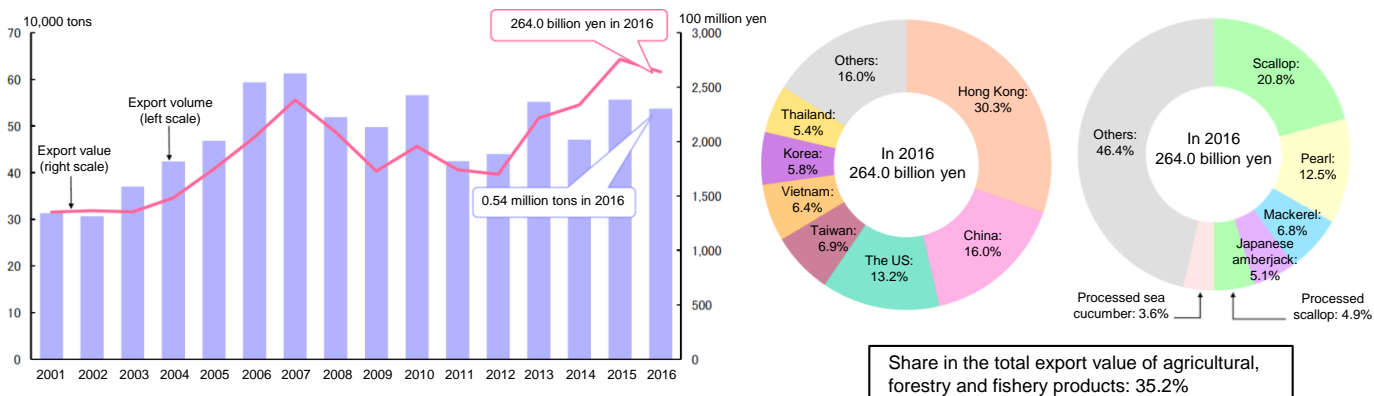 10,000 tons
100 million yen
70
60
50
40
30
20
10
0
3,000
2,500
2,000
1,500
1,000
500
0
264.0 billion yen in 2016
Export volume
(left scale)
Export value
(right scale)
0.54 million tons in 2016
2001 2002 2003 2004 2005 2006 2007 2008 2009 2010 2011 2012 2013 2014 2015 2016
Others:
16.0%
Hong Kong:
30.3%
Thailand:
5.4%
Korea:
5.8%
Vietnam:
6.4%
Taiwan:
6.9%
The US:
13.2%
China:
16.0%
In 2016
264.0 billion yen
Scallop:
20.8%
Others:
46.4%
Pearl:
12.5%
Mackerel:
6.8%
Japanese
amberjack:
5.1%
In 2016
264.0 billion yen
Processed sea
cucumber: 3.6%
Processed
scallop: 4.9%
Share in the total export value of agricultural,
forestry and fishery products: 35.2%